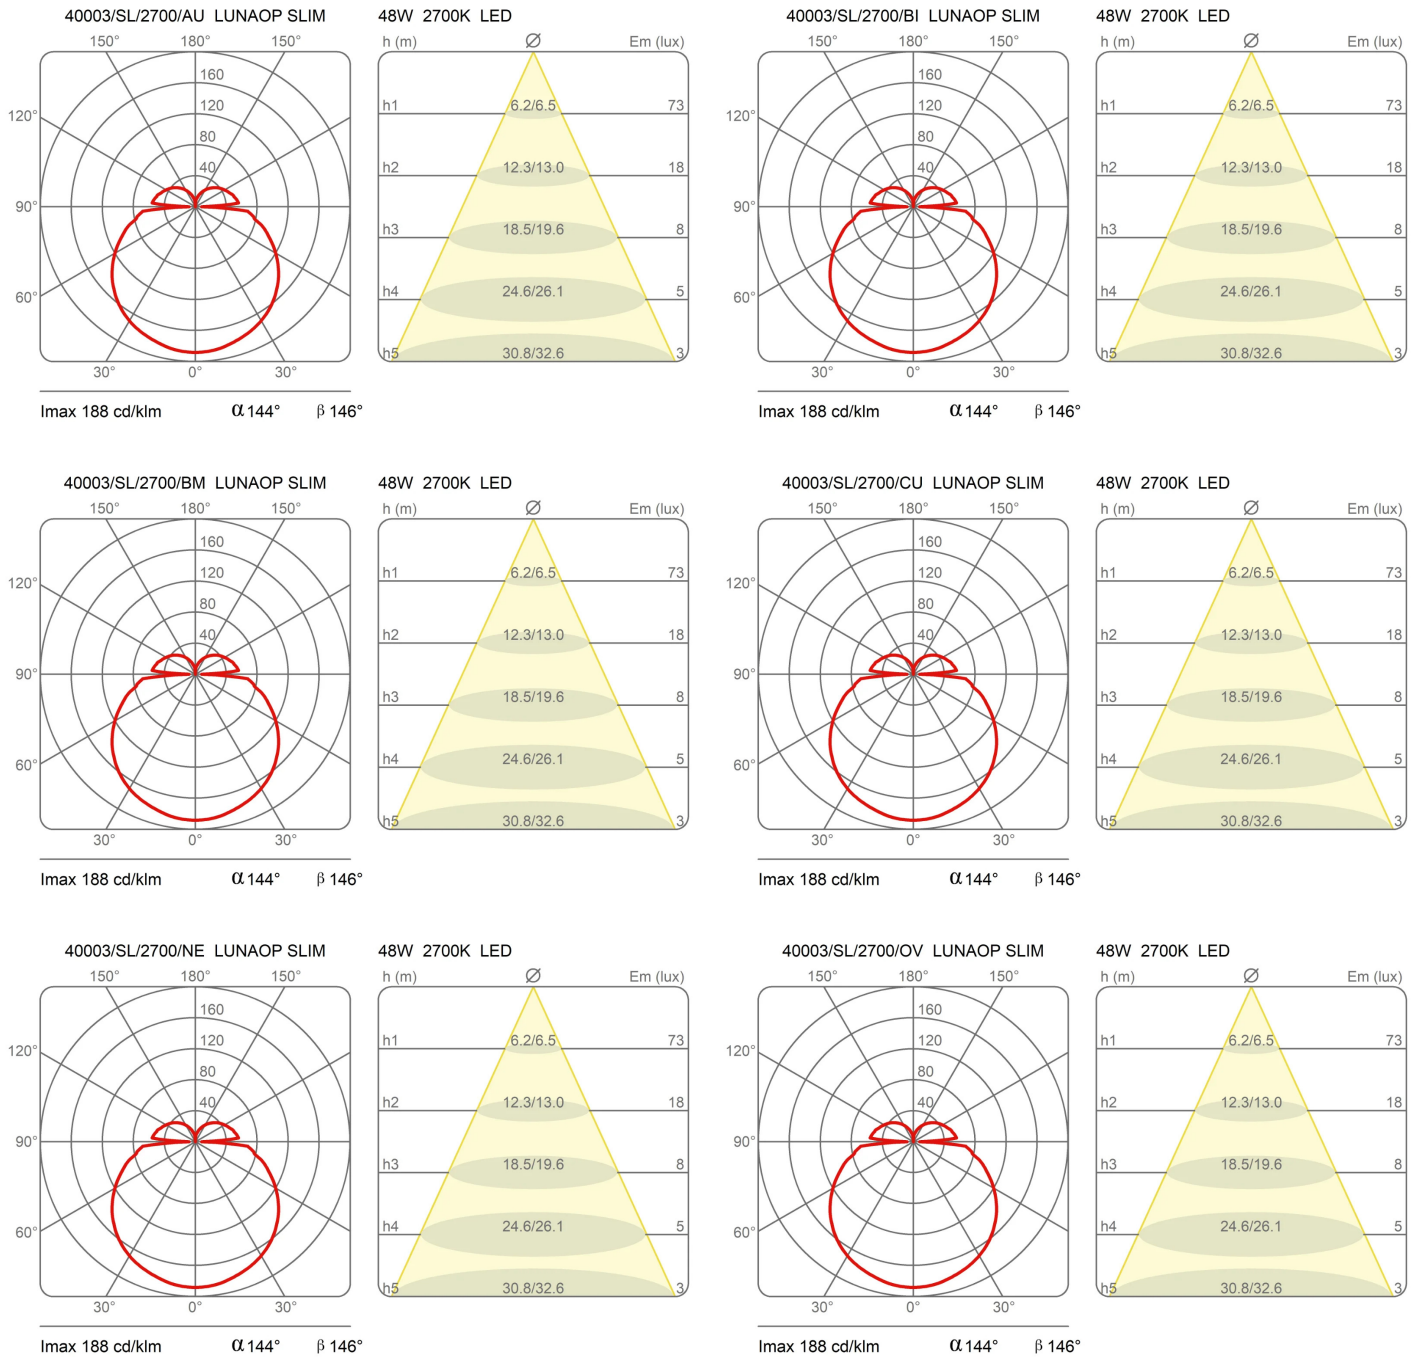 40003/SL/2700/AU LUNAOP SLIM
150° 180° 150°
160
120
120°
80
40
90°
60°
30° 0° 30°
Imax 188 cd/klm α 144° β 146°
48W 2700K LED
h (m) Ø Em (lux)
h1 6.2/6.5 73
h2 12.3/13.0 18
h3 18.5/19.6 8
h4 24.6/26.1 5
h5 30.8/32.6 3
40003/SL/2700/BI LUNAOP SLIM
150° 180° 150°
160
120
120°
80
40
90°
60°
30° 0° 30°
Imax 188 cd/klm α 144° β 146°
48W 2700K LED
h (m) Ø Em (lux)
h1 6.2/6.5 73
h2 12.3/13.0 18
h3 18.5/19.6 8
h4 24.6/26.1 5
h5 30.8/32.6 3
40003/SL/2700/BM LUNAOP SLIM
150° 180° 150°
160
120
120°
80
40
90°
60°
30° 0° 30°
Imax 188 cd/klm α 144° β 146°
48W 2700K LED
h (m) Ø Em (lux)
h1 6.2/6.5 73
h2 12.3/13.0 18
h3 18.5/19.6 8
h4 24.6/26.1 5
h5 30.8/32.6 3
40003/SL/2700/CU LUNAOP SLIM
150° 180° 150°
160
120
120°
80
40
90°
60°
30° 0° 30°
Imax 188 cd/klm α 144° β 146°
48W 2700K LED
h (m) Ø Em (lux)
h1 6.2/6.5 73
h2 12.3/13.0 18
h3 18.5/19.6 8
h4 24.6/26.1 5
h5 30.8/32.6 3
40003/SL/2700/NE LUNAOP SLIM
150° 180° 150°
160
120
120°
80
40
90°
60°
30° 0° 30°
Imax 188 cd/klm α 144° β 146°
48W 2700K LED
h (m) Ø Em (lux)
h1 6.2/6.5 73
h2 12.3/13.0 18
h3 18.5/19.6 8
h4 24.6/26.1 5
h5 30.8/32.6 3
40003/SL/2700/OV LUNAOP SLIM
150° 180° 150°
160
120
120°
80
40
90°
60°
30° 0° 30°
Imax 188 cd/klm α 144° β 146°
48W 2700K LED
h (m) Ø Em (lux)
h1 6.2/6.5 73
h2 12.3/13.0 18
h3 18.5/19.6 8
h4 24.6/26.1 5
h5 30.8/32.6 3